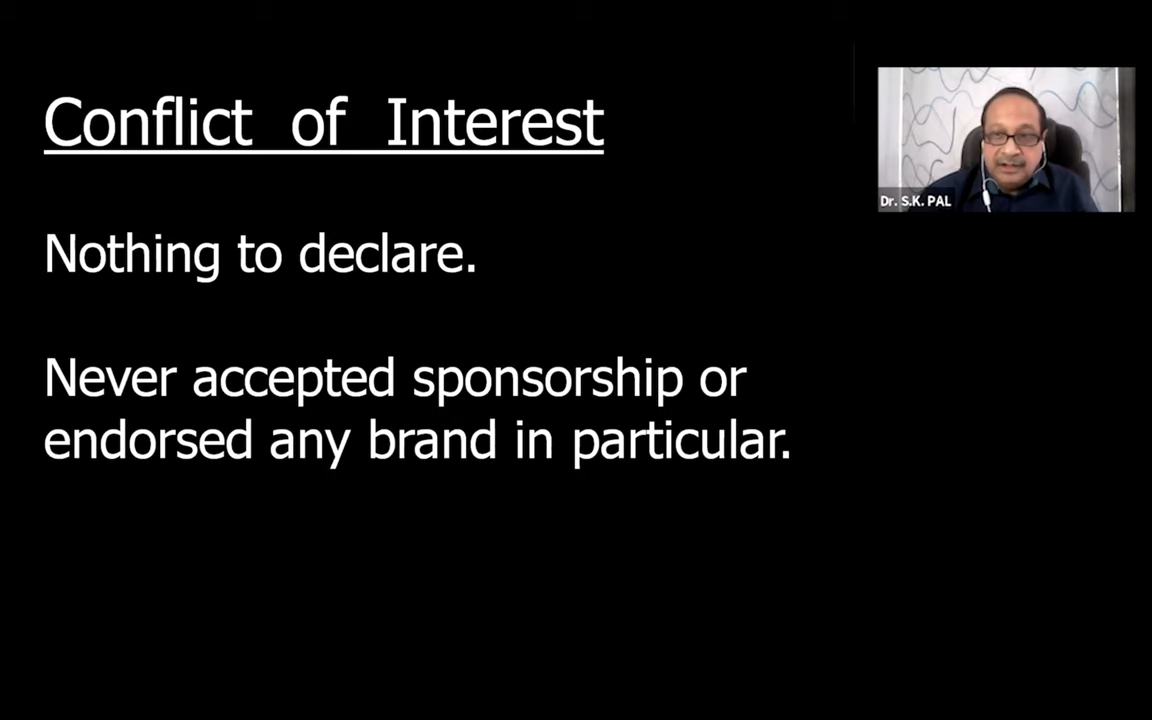 Conflict of Interest
Nothing to declare.
Never accepted sponsorship or
endorsed any brand in particular.
Dr. S.K. PAL